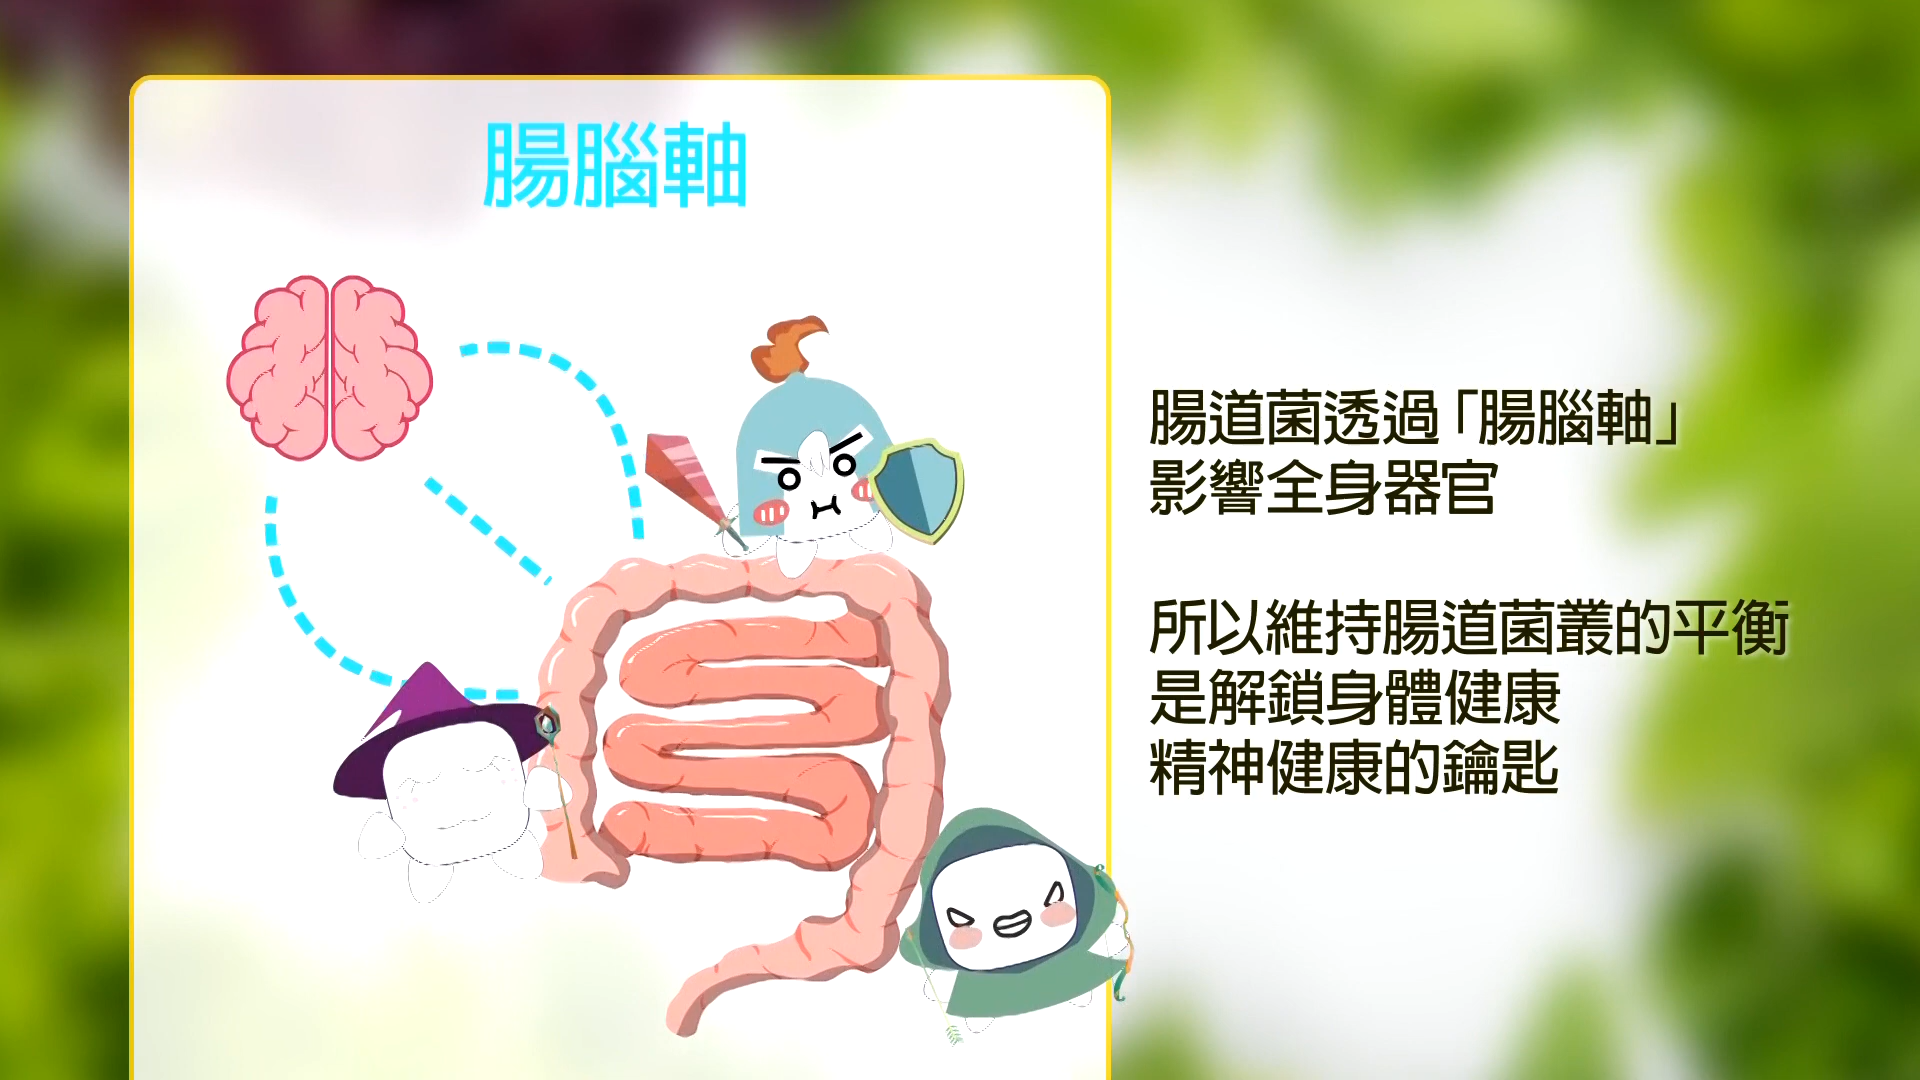 腸腦軸
腸道菌透過「腸腦軸」
影響全身器官
所以維持腸道菌叢的平衡
是解鎖身體健康
精神健康的鑰匙